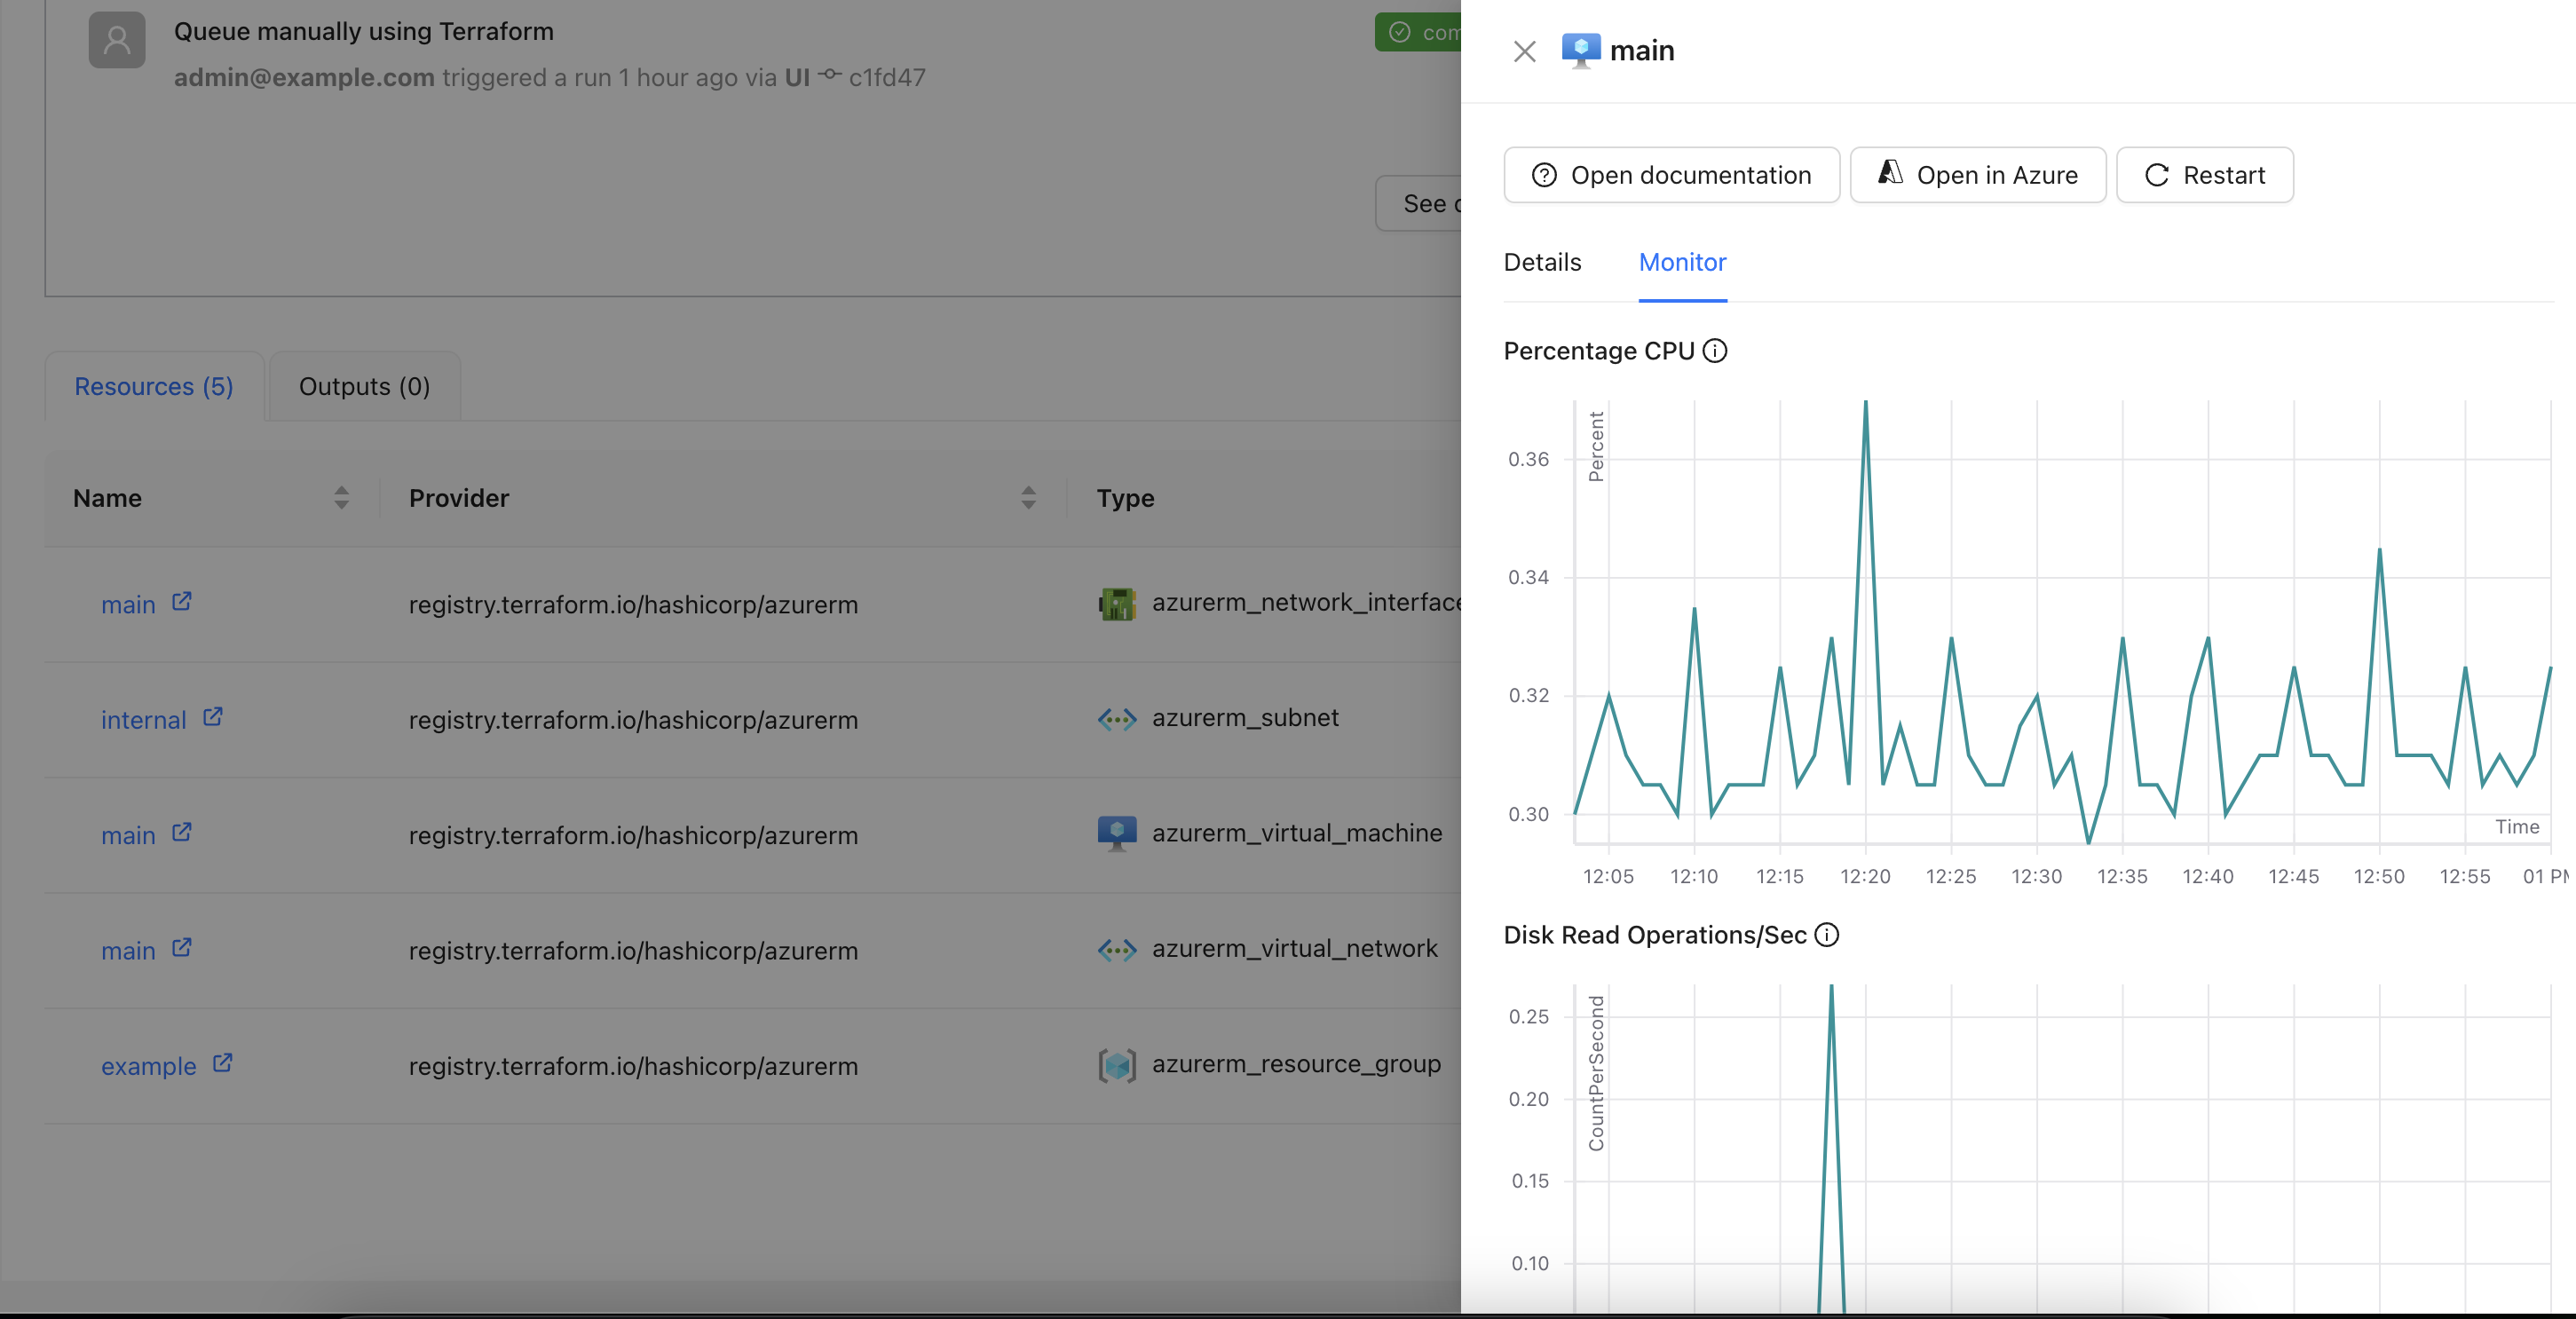 Queue manually using Terraform
admin@example.com triggered a run 1 hour ago via UI c1fd47
com
See
Resources (5)
Outputs (0)
Name
Provider
Type
main
registry.terraform.io/hashicorp/azurerm
azurerm_network_interface
internal
registry.terraform.io/hashicorp/azurerm
azurerm_subnet
main
registry.terraform.io/hashicorp/azurerm
azurerm_virtual_machine
main
registry.terraform.io/hashicorp/azurerm
azurerm_virtual_network
example
registry.terraform.io/hashicorp/azurerm
azurerm_resource_group
main
Open documentation
Open in Azure
Restart
Details
Monitor
Percentage CPU
Percent
0.36
0.34
0.32
0.30
Time
12:05 12:10 12:15 12:20 12:25 12:30 12:35 12:40 12:45 12:50 12:55 01 PM
Disk Read Operations/Sec
CountPerSecond
0.25
0.20
0.15
0.10